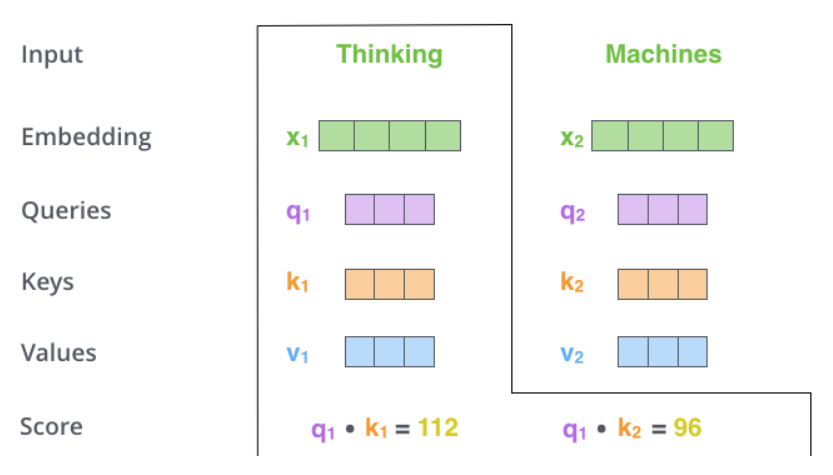 Input Thinking Machines
Embedding x₁ x₂
Queries q₁ q₂
Keys k₁ k₂
Values v₁ v₂
Score q₁ • k₁ = 112 q₁ • k₂ = 96